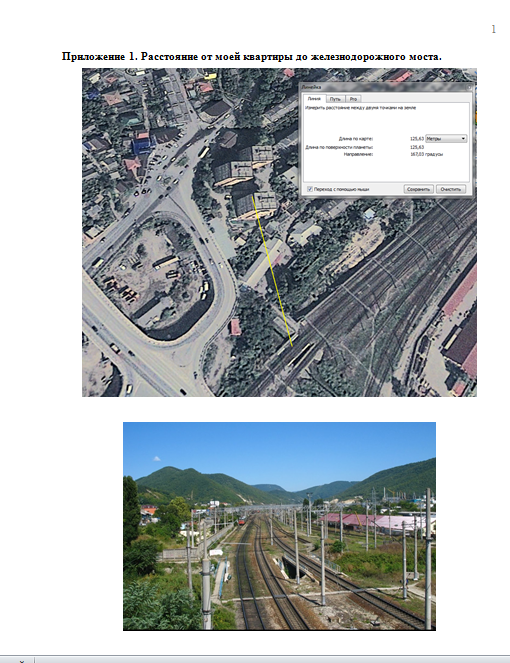 1
Приложение 1. Расстояние от моей квартиры до железнодорожного моста.
Линейка
Линия Путь Pro
Измерить расстояние между двумя точками на земле
Длина по карте: 125,63 Метры
Длина по поверхности планеты: 125,63
Направление: 167,03 градусы
Переход с помощью мыши Сохранить Очистить